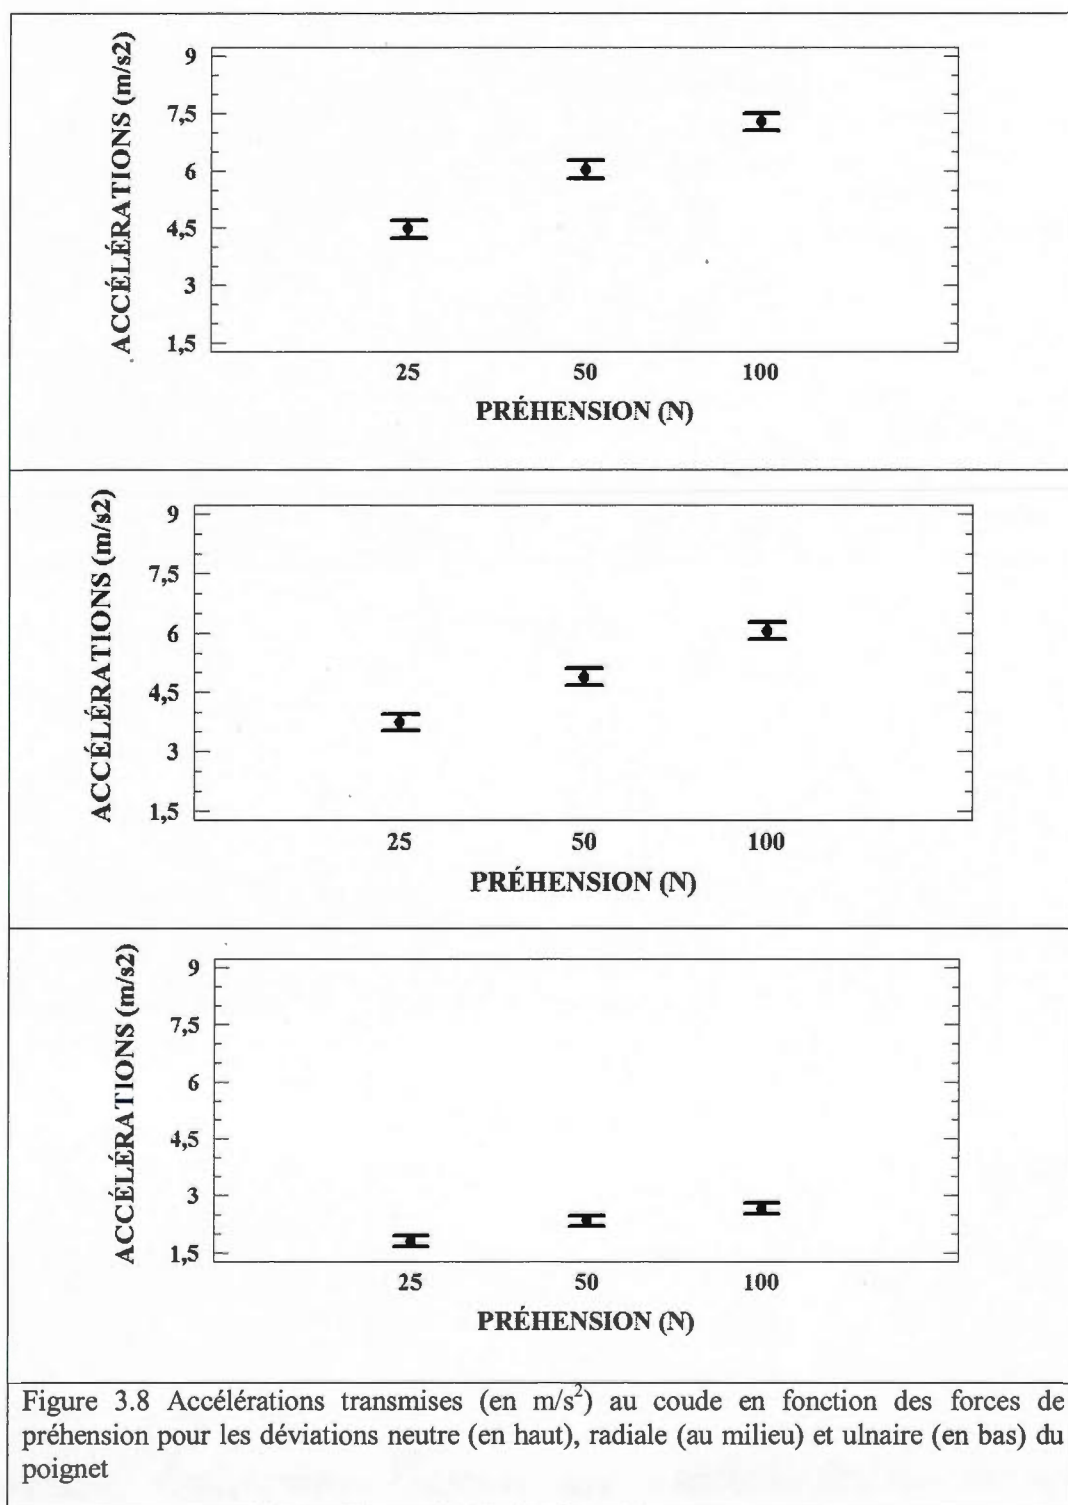 ACCÉLÉRATIONS (m/s2)
9
7,5
6
4,5
3
1,5
25 50 100
PRÉHENSION (N)
ACCÉLÉRATIONS (m/s2)
9
7,5
6
4,5
3
1,5
25 50 100
PRÉHENSION (N)
ACCÉLÉRATIONS (m/s2)
9
7,5
6
4,5
3
1,5
25 50 100
PRÉHENSION (N)
Figure 3.8 Accélérations transmises (en m/s²) au coude en fonction des forces de
préhension pour les déviations neutre (en haut), radiale (au milieu) et ulnaire (en bas) du
poignet